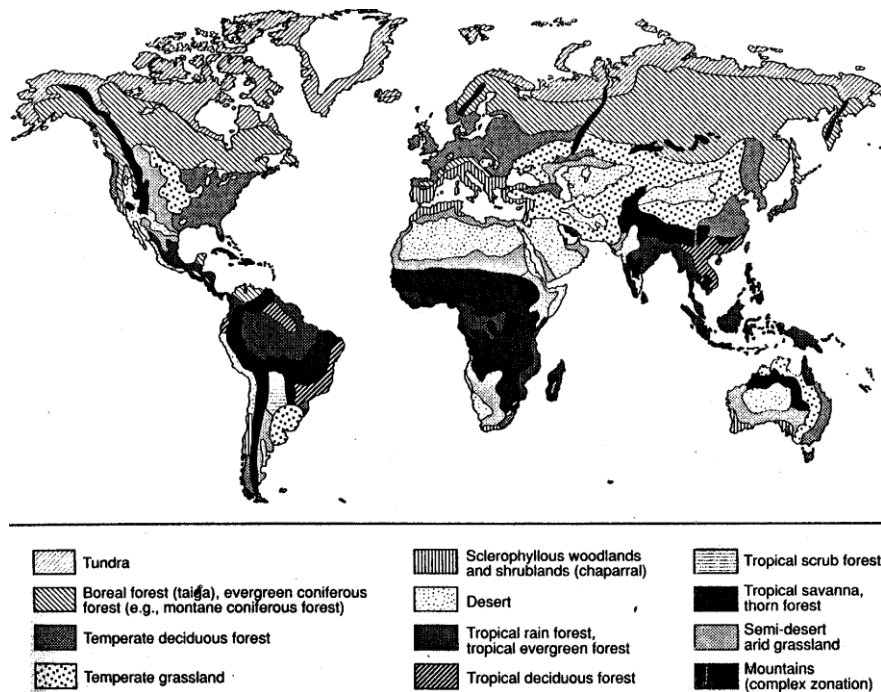 Tundra
Boreal forest (taiga), evergreen coniferous
forest (e.g., montane coniferous forest)
Temperate deciduous forest
Temperate grassland
Sclerophyllous woodlands
and shrublands (chaparral)
Desert
Tropical rain forest,
tropical evergreen forest
Tropical deciduous forest
Tropical scrub forest
Tropical savanna,
thorn forest
Semi-desert
arid grassland
Mountains
(complex zonation)